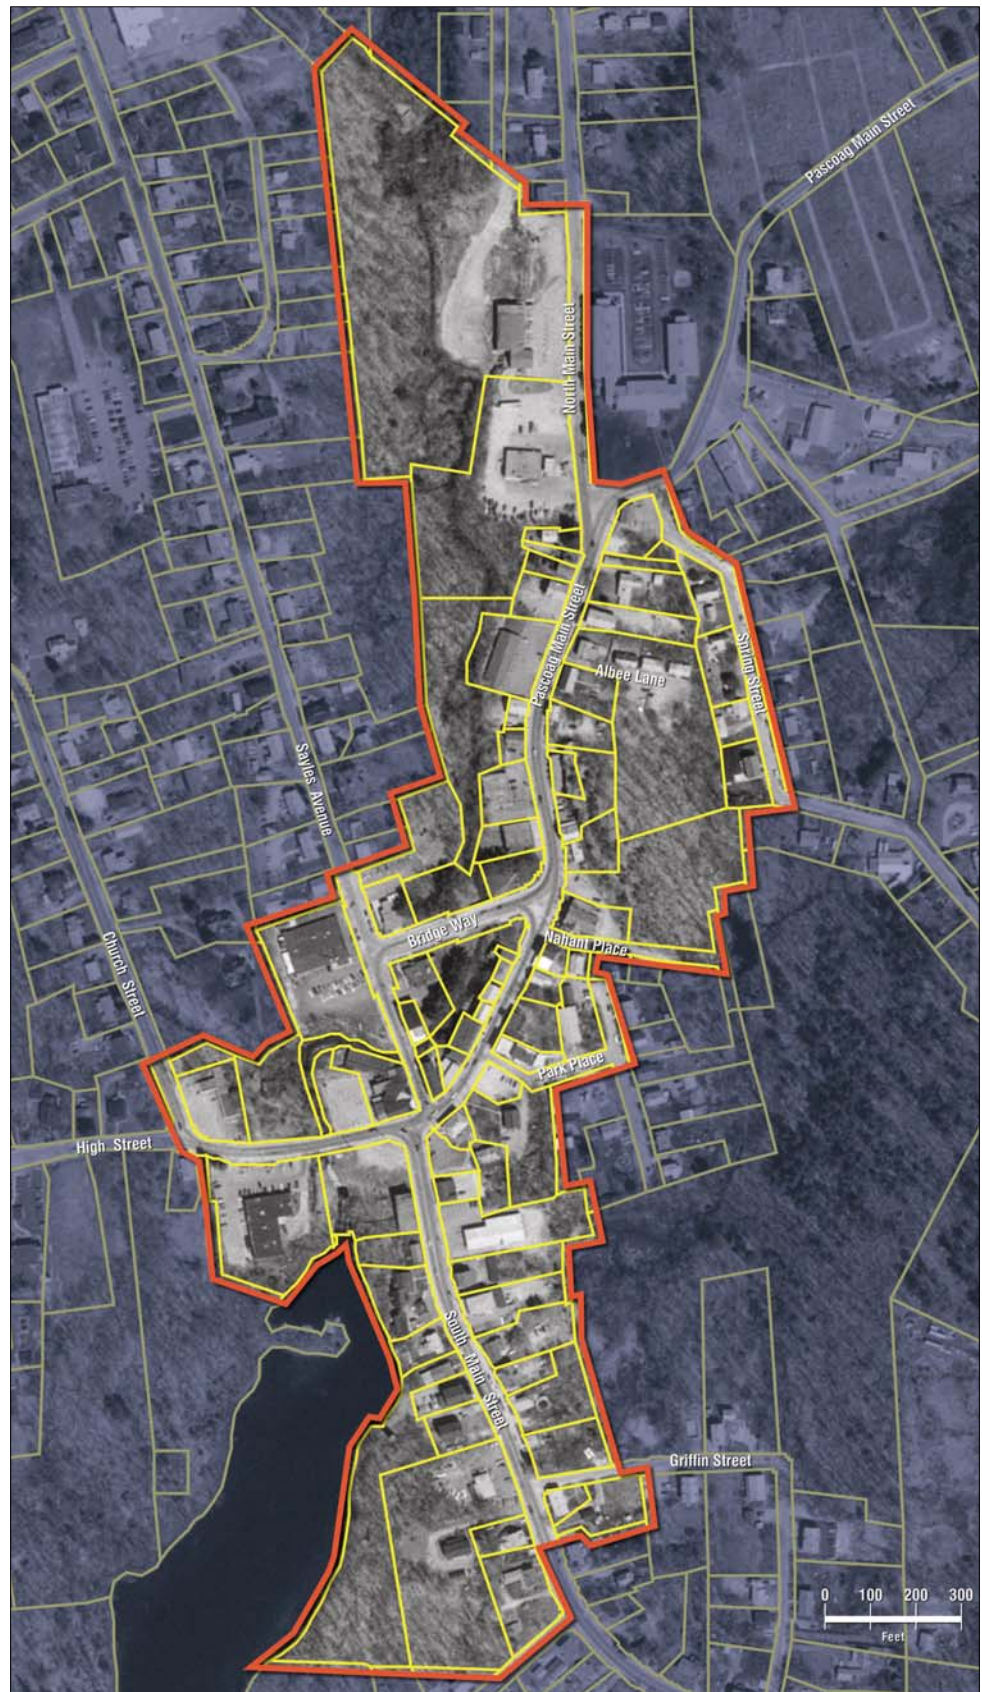 Pascoag Main Street
North Main Street
Pascoag Main Street
Spring Street
Albee Lane
Sayles Avenue
Bridge Way
Nahant Place
Church Street
Park Place
High Street
South Main Street
Griffin Street
0 100 200 300
Feet